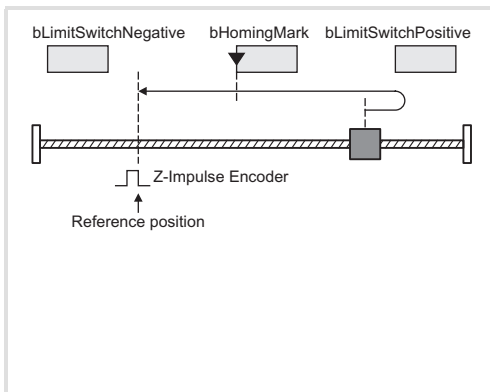 bLimitSwitchNegative bHomingMark bLimitSwitchPositive
Z-Impulse Encoder
Reference position